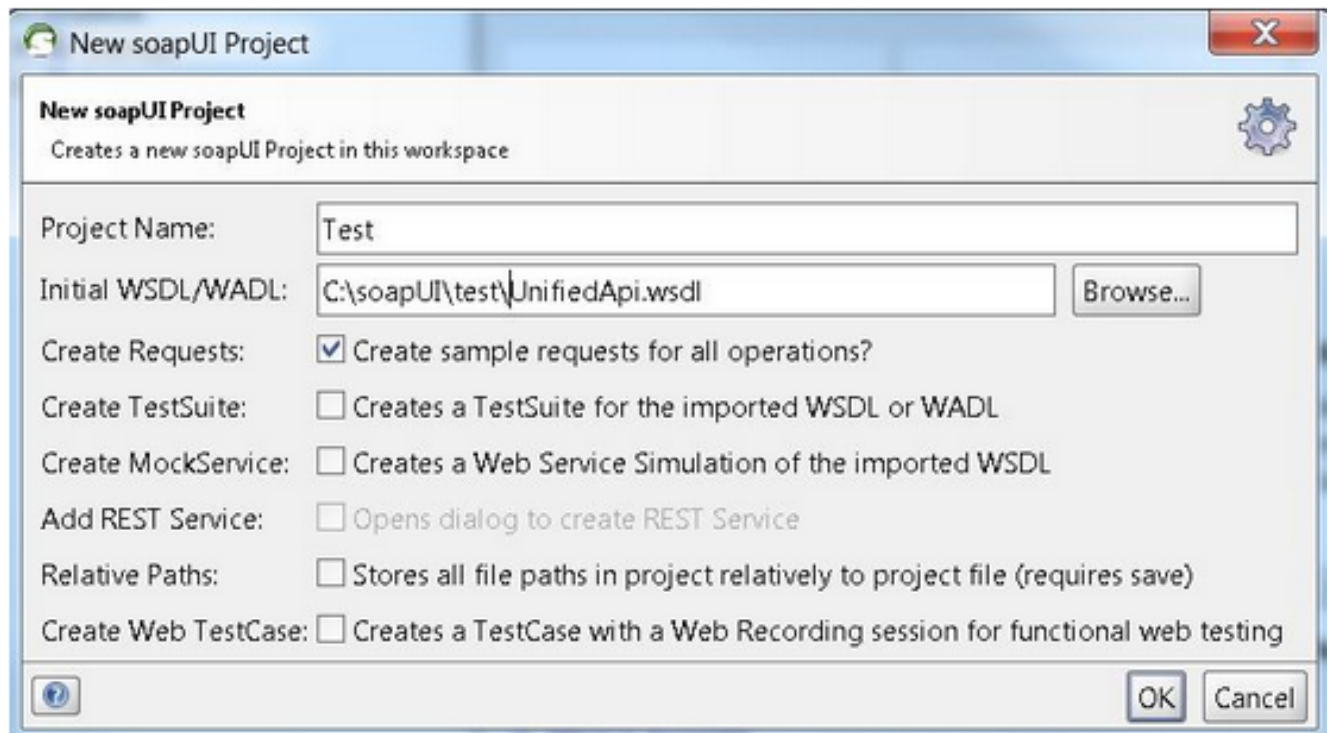 New soapUI Project
New soapUI Project
Creates a new soapUI Project in this workspace
Project Name: Test
Initial WSDL/WADL: C:\soapUI\test\UnifiedApi.wsdl Browse...
Create Requests: Create sample requests for all operations?
Create TestSuite: Creates a TestSuite for the imported WSDL or WADL
Create MockService: Creates a Web Service Simulation of the imported WSDL
Add REST Service: Opens dialog to create REST Service
Relative Paths: Stores all file paths in project relatively to project file (requires save)
Create Web TestCase: Creates a TestCase with a Web Recording session for functional web testing
OK Cancel